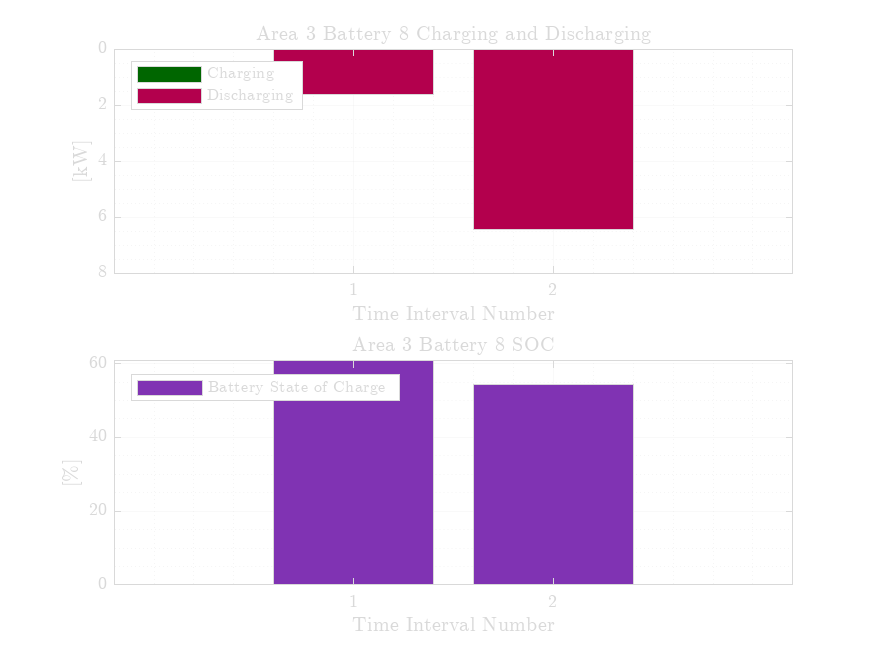 Area 3 Battery 8 Charging and Discharging
0
2
4
6
8
[kW]
Charging
Discharging
1 2
Time Interval Number
Area 3 Battery 8 SOC
60
40
20
0
[%]
Battery State of Charge
1 2
Time Interval Number